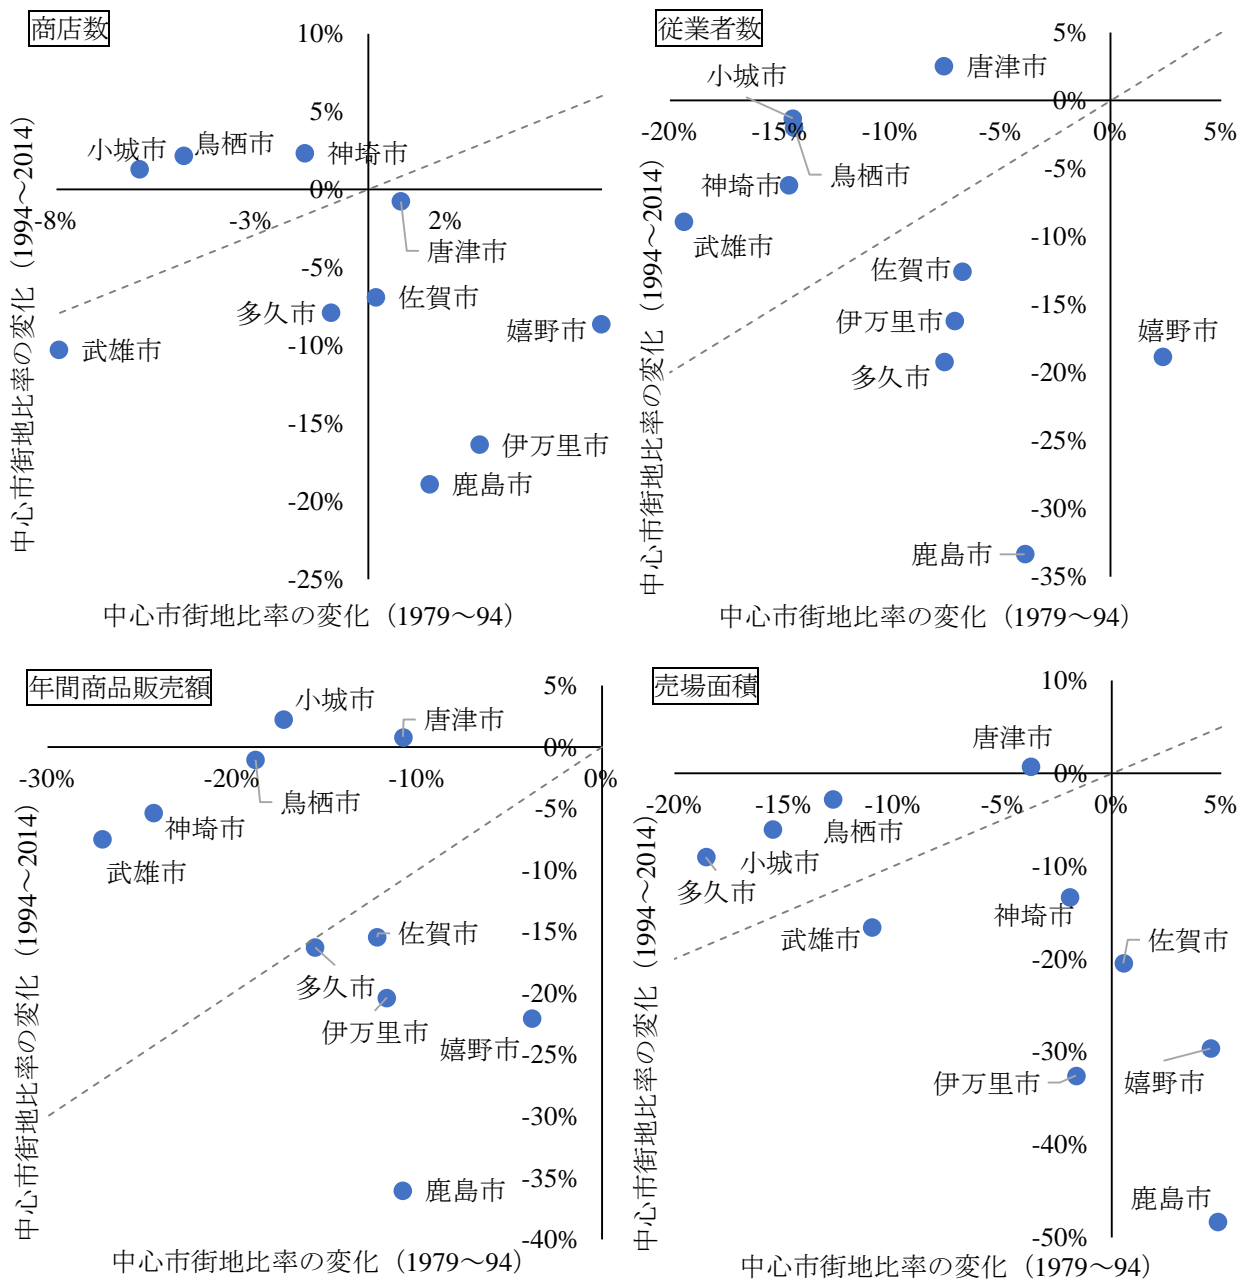 商店数
10%
5%
0%
-5%
-10%
-15%
-20%
-25%
-8%
-3%
2%
小城市
鳥栖市
神埼市
唐津市
佐賀市
多久市
嬉野市
武雄市
伊万里市
鹿島市
中心市街地比率の変化（1994～2014）
中心市街地比率の変化（1979～94）
従業者数
5%
0%
-5%
-10%
-15%
-20%
-25%
-30%
-35%
-20%
-15%
-10%
-5%
0%
5%
唐津市
小城市
鳥栖市
神埼市
武雄市
佐賀市
伊万里市
多久市
嬉野市
鹿島市
中心市街地比率の変化（1994～2014）
中心市街地比率の変化（1979～94）
年間商品販売額
5%
0%
-5%
-10%
-15%
-20%
-25%
-30%
-35%
-40%
-30%
-20%
-10%
0%
小城市
唐津市
鳥栖市
神埼市
武雄市
佐賀市
多久市
伊万里市
嬉野市
鹿島市
中心市街地比率の変化（1994～2014）
中心市街地比率の変化（1979～94）
売場面積
10%
0%
-10%
-20%
-30%
-40%
-50%
-20%
-15%
-10%
-5%
0%
5%
唐津市
鳥栖市
小城市
多久市
神埼市
武雄市
佐賀市
嬉野市
伊万里市
鹿島市
中心市街地比率の変化（1994～2014）
中心市街地比率の変化（1979～94）